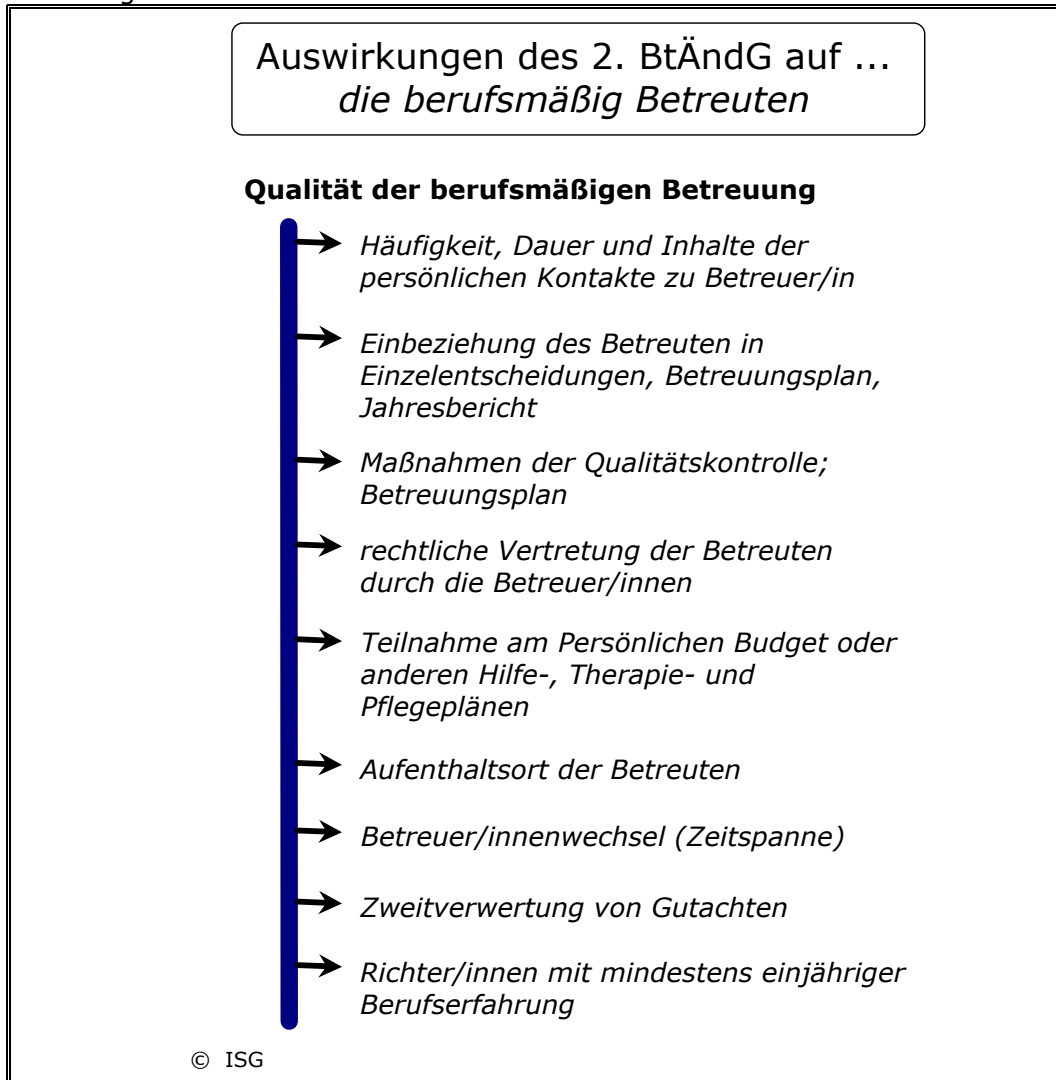 Auswirkungen des 2. BtÄndG auf ...
die berufsmäßig Betreuten
Qualität der berufsmäßigen Betreuung
Häufigkeit, Dauer und Inhalte der
persönlichen Kontakte zu Betreuer/in
Einbeziehung des Betreuten in
Einzelentscheidungen, Betreuungsplan,
Jahresbericht
Maßnahmen der Qualitätskontrolle;
Betreuungsplan
rechtliche Vertretung der Betreuten
durch die Betreuer/innen
Teilnahme am Persönlichen Budget oder
anderen Hilfe-, Therapie- und
Pflegeplänen
Aufenthaltsort der Betreuten
Betreuer/innenwechsel (Zeitspanne)
Zweitverwertung von Gutachten
Richter/innen mit mindestens einjähriger
Berufserfahrung
© ISG